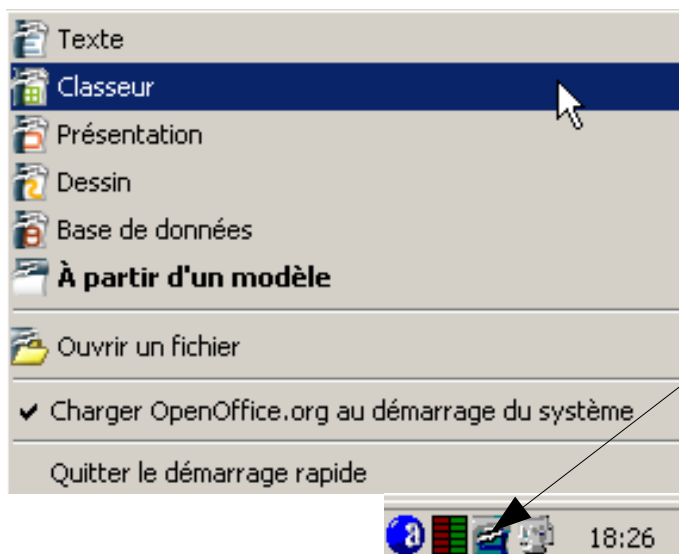 Texte
Classeur
Présentation
Dessin
Base de données
À partir d'un modèle
Ouvrir un fichier
Charger OpenOffice.org au démarrage du système
Quitter le démarrage rapide
a 18:26